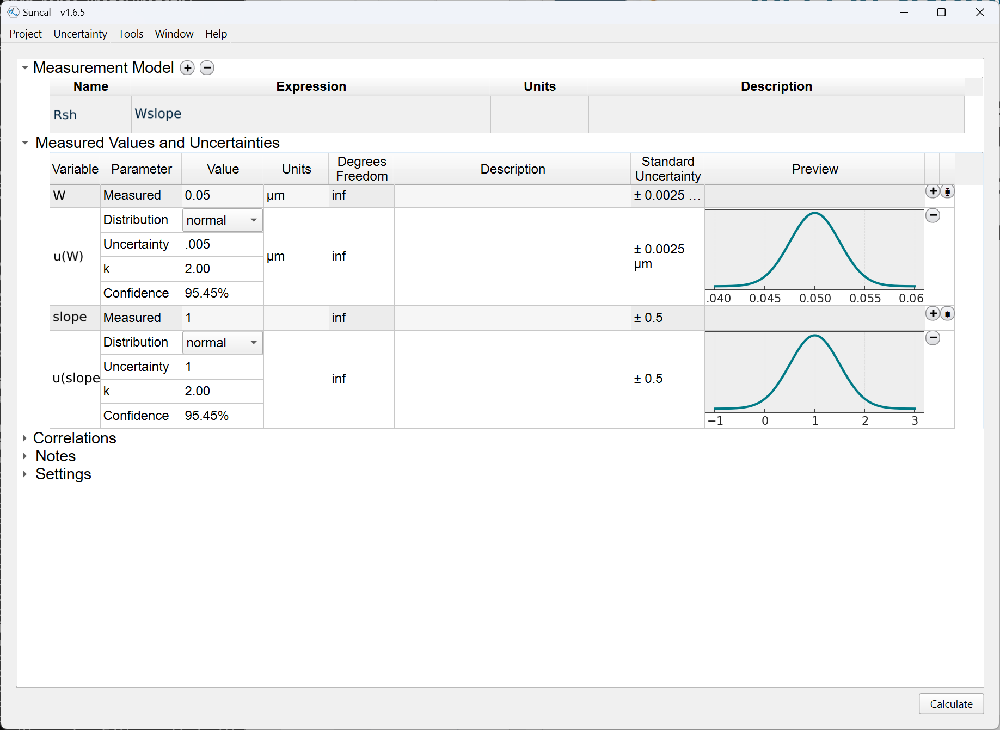 Suncal - v1.6.5
Project Uncertainty Tools Window Help
Measurement Model
Name Expression Units Description
Rsh Wslope
Measured Values and Uncertainties
Variable Parameter Value Units Degrees Freedom Description Standard Uncertainty Preview
W Measured 0.05 µm inf ± 0.0025 ...
u(W) µm inf ± 0.0025 µm
Distribution normal
Uncertainty .005
k 2.00
Confidence 95.45%
.040 0.045 0.050 0.055 0.06
slope Measured 1 inf ± 0.5
u(slope inf ± 0.5
Distribution normal
Uncertainty 1
k 2.00
Confidence 95.45%
−1 0 1 2 3
Correlations
Notes
Settings
Calculate